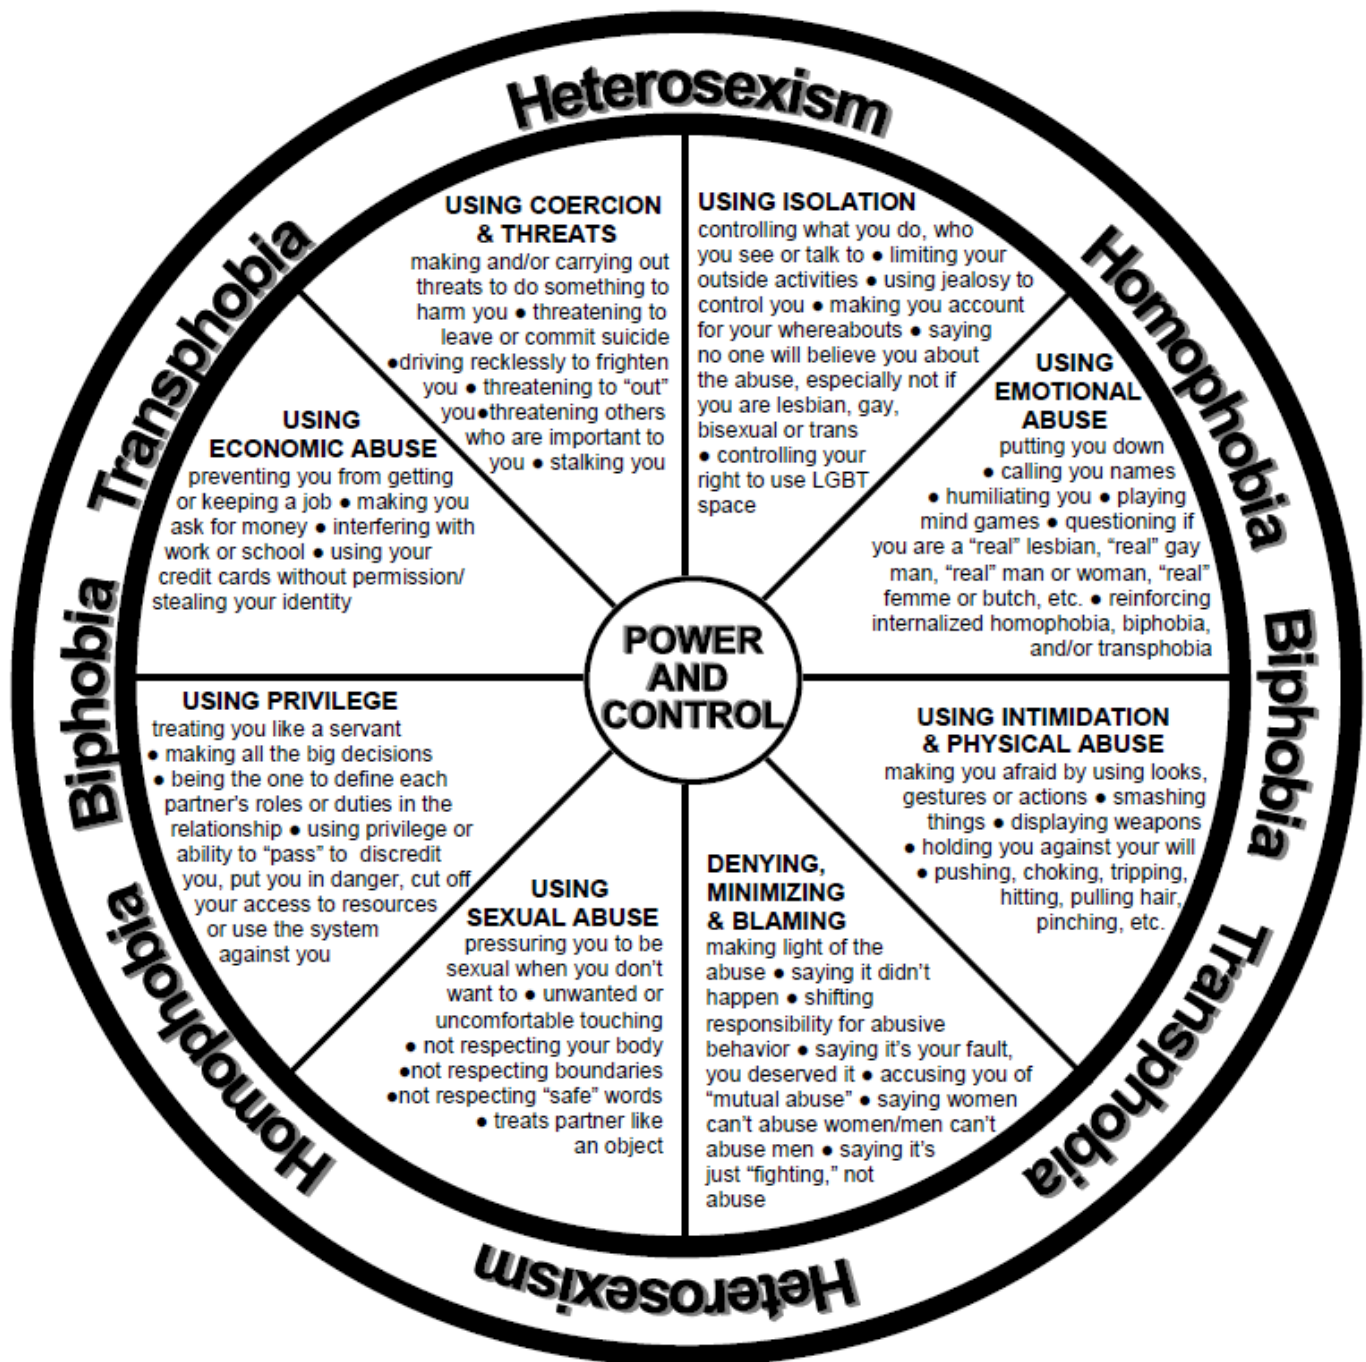 Heterosexism
Homophobia
Biphobia
Transphobia
Heterosexism
Homophobia
Biphobia
Transphobia
USING COERCION
& THREATS
making and/or carrying out
threats to do something to
harm you ● threatening to
leave or commit suicide
●driving recklessly to frighten
you ● threatening to “out”
you●threatening others
who are important to
you ● stalking you
USING ISOLATION
controlling what you do, who
you see or talk to ● limiting your
outside activities ● using jealosy to
control you ● making you account
for your whereabouts ● saying
no one will believe you about
the abuse, especially not if
you are lesbian, gay,
bisexual or trans
● controlling your
right to use LGBT
space
USING
EMOTIONAL
ABUSE
putting you down
● calling you names
● humiliating you ● playing
mind games ● questioning if
you are a “real” lesbian, “real” gay
man, “real” man or woman, “real”
femme or butch, etc. ● reinforcing
internalized homophobia, biphobia,
and/or transphobia
USING INTIMIDATION
& PHYSICAL ABUSE
making you afraid by using looks,
gestures or actions ● smashing
things ● displaying weapons
● holding you against your will
● pushing, choking, tripping,
hitting, pulling hair,
pinching, etc.
DENYING,
MINIMIZING
& BLAMING
making light of the
abuse ● saying it didn’t
happen ● shifting
responsibility for abusive
behavior ● saying it’s your fault,
you deserved it ● accusing you of
“mutual abuse” ● saying women
can’t abuse women/men can’t
abuse men ● saying it’s
just “fighting,” not
abuse
USING
SEXUAL ABUSE
pressuring you to be
sexual when you don’t
want to ● unwanted or
uncomfortable touching
● not respecting your body
●not respecting boundaries
●not respecting “safe” words
● treats partner like
an object
USING PRIVILEGE
treating you like a servant
● making all the big decisions
● being the one to define each
partner's roles or duties in the
relationship ● using privilege or
ability to “pass” to discredit
you, put you in danger, cut off
your access to resources
or use the system
against you
USING
ECONOMIC ABUSE
preventing you from getting
or keeping a job ● making you
ask for money ● interfering with
work or school ● using your
credit cards without permission/
stealing your identity
POWER
AND
CONTROL